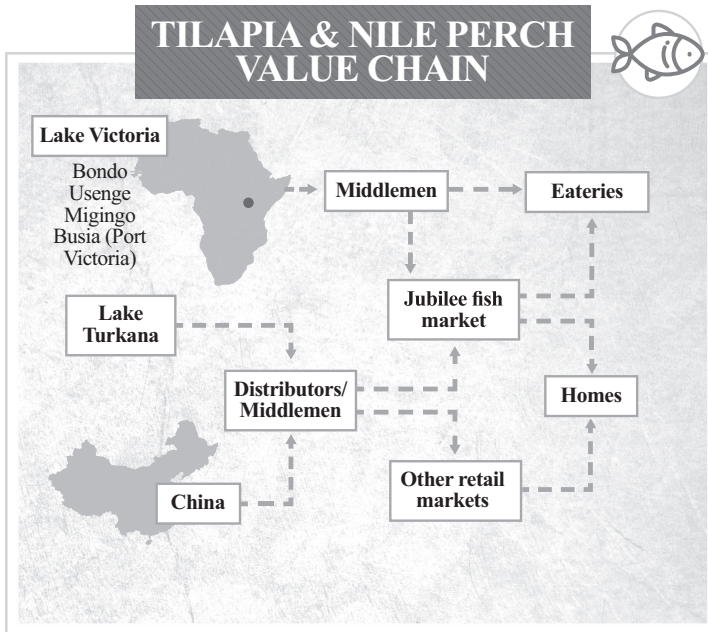 TILAPIA & NILE PERCH
VALUE CHAIN
Lake Victoria
Bondo
Usenge
Migingo
Busia (Port
Victoria)
Middlemen
Eateries
Jubilee fish
market
Lake
Turkana
Distributors/
Middlemen
Homes
China
Other retail
markets